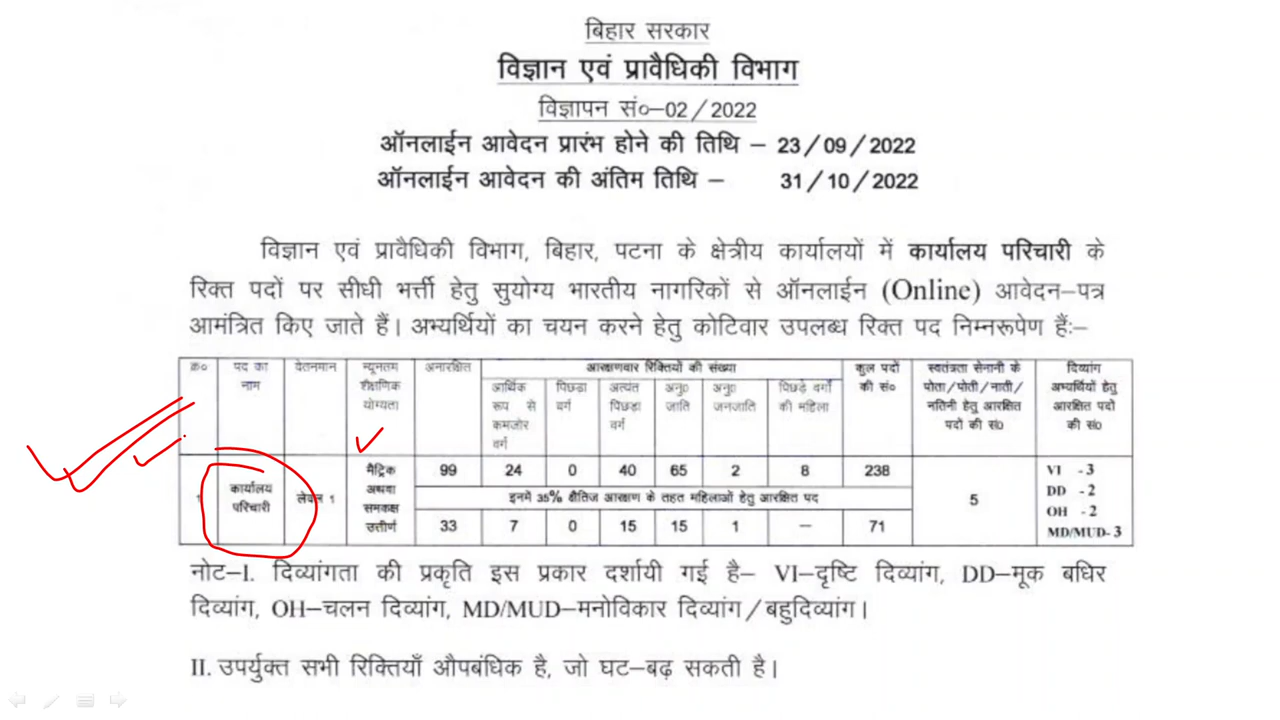 बिहार सरकार
विज्ञान एवं प्रावैधिकी विभाग
विज्ञापन सं०–02 / 2022
ऑनलाईन आवेदन प्रारंभ होने की तिथि – 23 / 09 / 2022
ऑनलाईन आवेदन की अंतिम तिथि – 31 / 10 / 2022
विज्ञान एवं प्रावैधिकी विभाग, बिहार, पटना के क्षेत्रीय कार्यालयों में कार्यालय परिचारी के
रिक्त पदों पर सीधी भर्त्ती हेतु सुयोग्य भारतीय नागरिकों से ऑनलाईन (Online) आवेदन–पत्र
आमंत्रित किए जाते हैं। अभ्यर्थियों का चयन करने हेतु कोटिवार उपलब्ध रिक्त पद निम्नरूपेण हैंः–
क्र० पद का नाम वेतनमान न्यूनतम शैक्षणिक योग्यता अनारक्षित आरक्षणवार रिक्तियों की संख्या कुल पदों की सं० स्वतंत्रता सेनानी के पोता/पोती/नाती/नतिनी हेतु आरक्षित पदों की सं० दिव्यांग अभ्यर्थियों हेतु आरक्षित पदों की सं०
आर्थिक रूप से कमजोर वर्ग पिछड़ा वर्ग अत्यंत पिछड़ा वर्ग अनु० जाति अनु० जनजाति पिछड़े वर्गों की महिला
1 कार्यालय परिचारी लेवल 1 मैट्रिक अथवा समकक्ष उत्तीर्ण 99 24 0 40 65 2 8 238 5 VI -3 DD -2 OH -2 MD/MUD- 3
इनमें 35% क्षैतिज आरक्षण के तहत महिलाओं हेतु आरक्षित पद
33 7 0 15 15 1 – 71
नोट–I. दिव्यांगता की प्रकृति इस प्रकार दर्शायी गई है– VI–दृष्टि दिव्यांग, DD–मूक बधिर
दिव्यांग, OH–चलन दिव्यांग, MD/MUD–मनोविकार दिव्यांग / बहुदिव्यांग।
II. उपर्युक्त सभी रिक्तियाँ औपबंधिक है, जो घट–बढ़ सकती है।